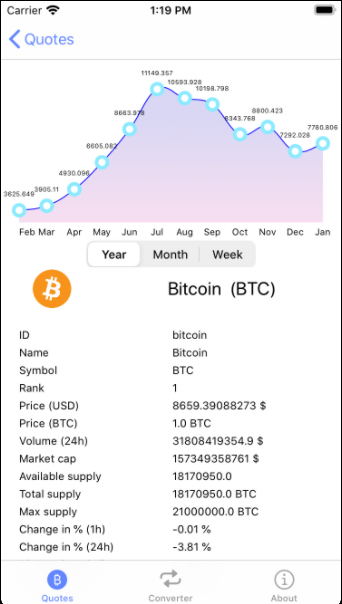 Carrier 1:19 PM
Quotes
11149.357
10593.928
10198.798
8663.978
8343.768
8800.423
7292.028
7780.806
6605.082
4930.096
3905.11
3625.649
Feb Mar Apr May Jun Jul Aug Sep Oct Nov Dec Jan
Year Month Week
Bitcoin (BTC)
ID bitcoin
Name Bitcoin
Symbol BTC
Rank 1
Price (USD) 8659.39088273 $
Price (BTC) 1.0 BTC
Volume (24h) 31808419354.9 $
Market cap 157349358761 $
Available supply 18170950.0
Total supply 18170950.0 BTC
Max supply 21000000.0 BTC
Change in % (1h) -0.01 %
Change in % (24h) -3.81 %
Quotes Converter About